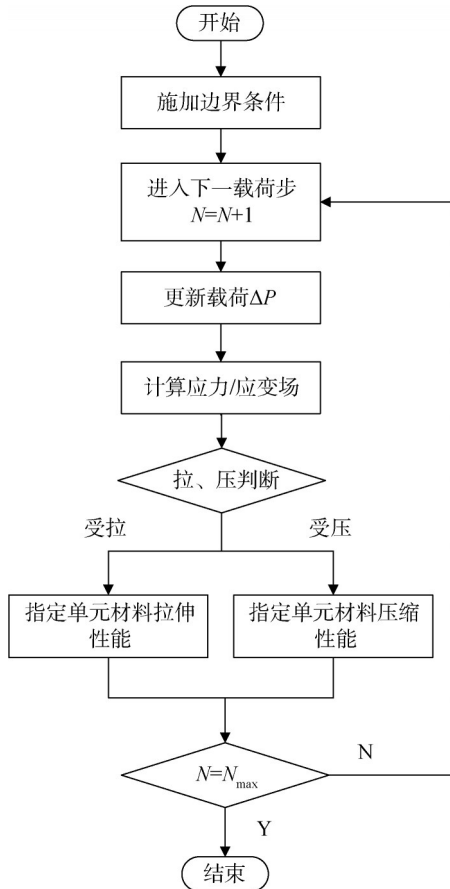 开始
施加边界条件
进入下一载荷步
N=N+1
更新载荷ΔP
计算应力/应变场
拉、压判断
受拉
受压
指定单元材料拉伸
性能
指定单元材料压缩
性能
N=Nmax
N
Y
结束